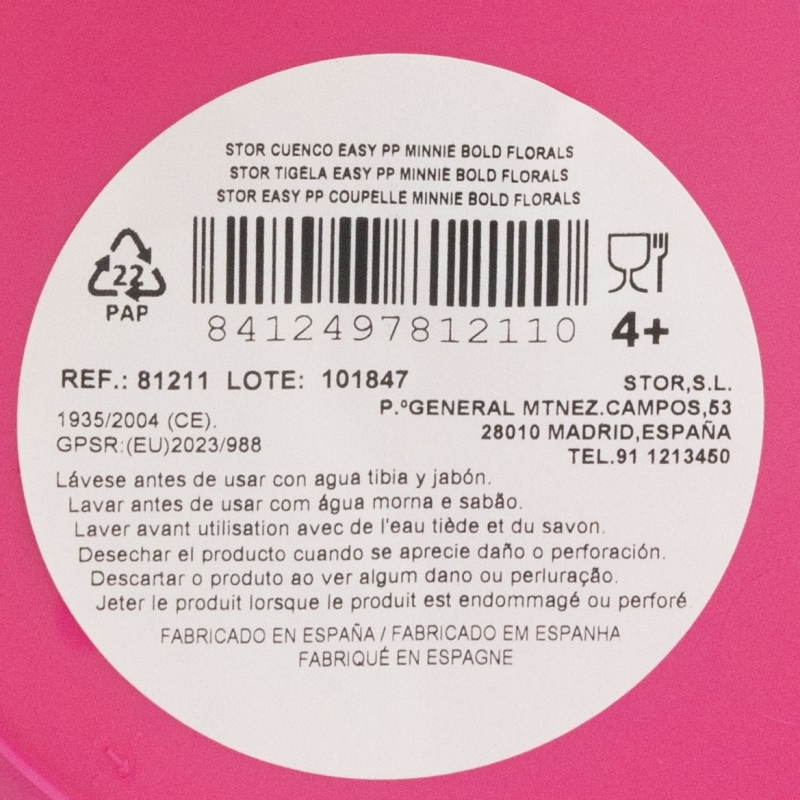 STOR CUENCO EASY PP MINNIE BOLD FLORALS
STOR TIGELA EASY PP MINNIE BOLD FLORALS
STOR EASY PP COUPELLE MINNIE BOLD FLORALS
22
PAP
8412497812110
4+
REF.: 81211 LOTE: 101847
1935/2004 (CE).
GPSR:(EU)2023/988
STOR,S.L.
P.ºGENERAL MTNEZ.CAMPOS,53
28010 MADRID,ESPAÑA
TEL.91 1213450
Lávese antes de usar con agua tibia y jabón.
Lavar antes de usar com água morna e sabão.
Laver avant utilisation avec de l'eau tiède et du savon.
Desechar el producto cuando se aprecie daño o perforación.
Descartar o produto ao ver algum dano ou perluração.
Jeter le produit lorsque le produit est endommagé ou perforé
FABRICADO EN ESPAÑA / FABRICADO EM ESPANHA
FABRIQUÉ EN ESPAGNE